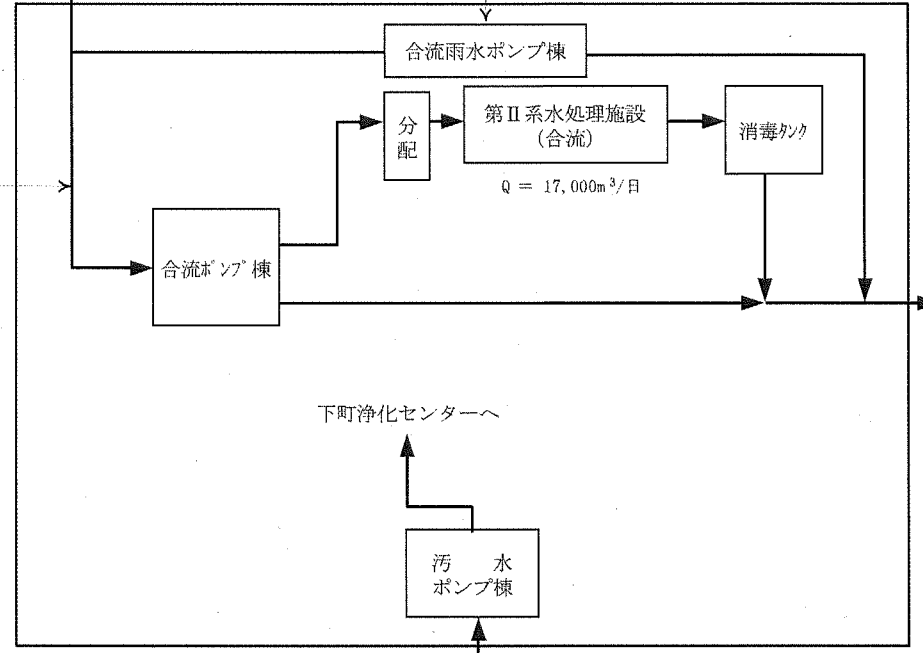 合流雨水ポンプ棟
分
配
第Ⅱ系水処理施設
(合流)
消毒ﾀﾝｸ
Q = 17,000m³/日
合流ﾎﾟﾝﾌﾟ棟
下町浄化センターへ
汚 水
ポンプ棟